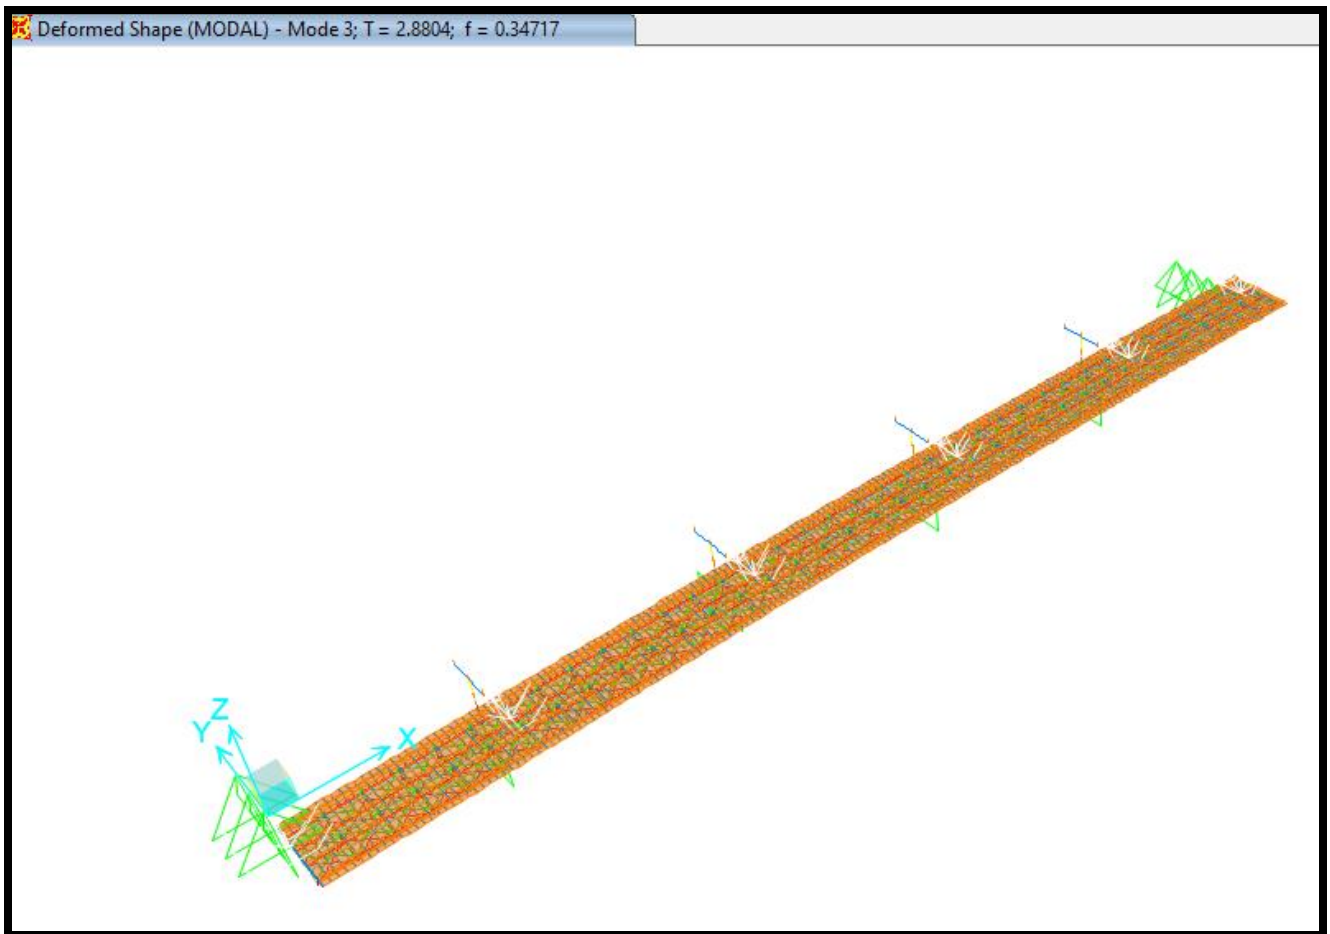 Deformed Shape (MODAL) - Mode 3; T = 2.8804; f = 0.34717
Z
Y
X